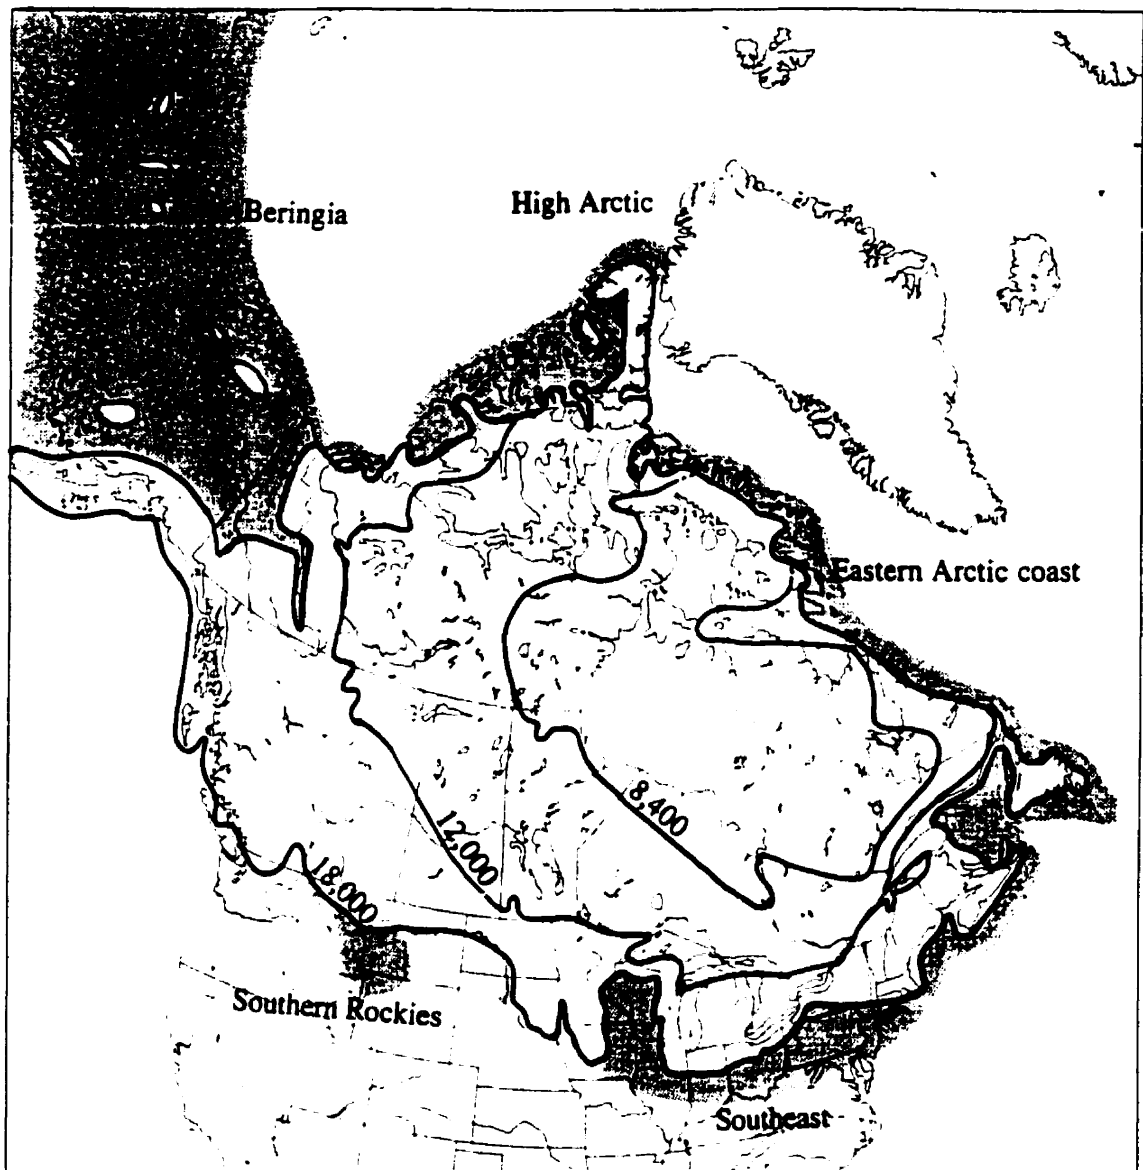 Beringia
High Arctic
Eastern Arctic coast
8,400
12,000
18,000
Southern Rockies
Southeast